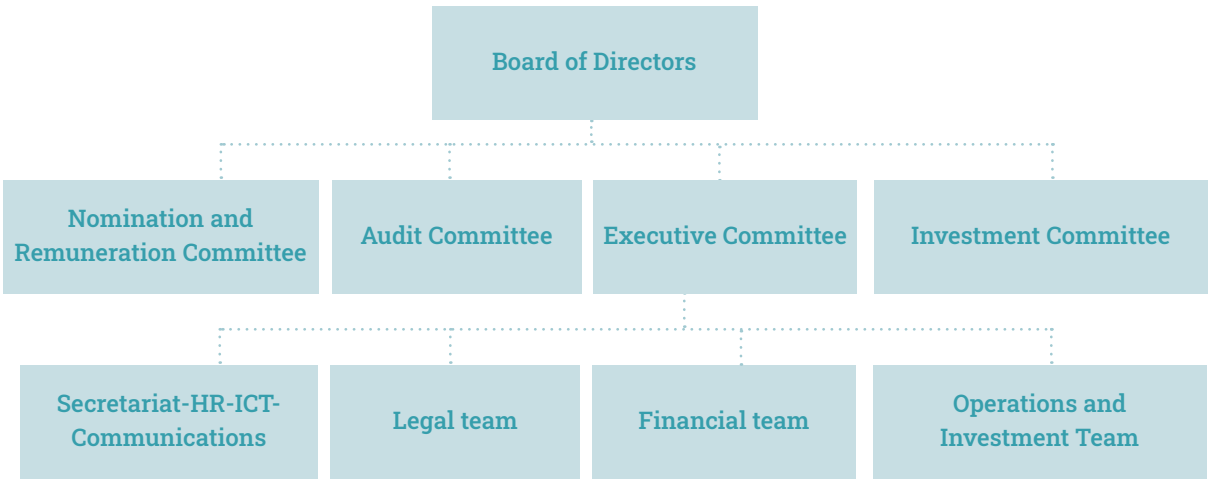 Board of Directors
Nomination and
Remuneration Committee
Audit Committee
Executive Committee
Investment Committee
Secretariat-HR-ICT-
Communications
Legal team
Financial team
Operations and
Investment Team